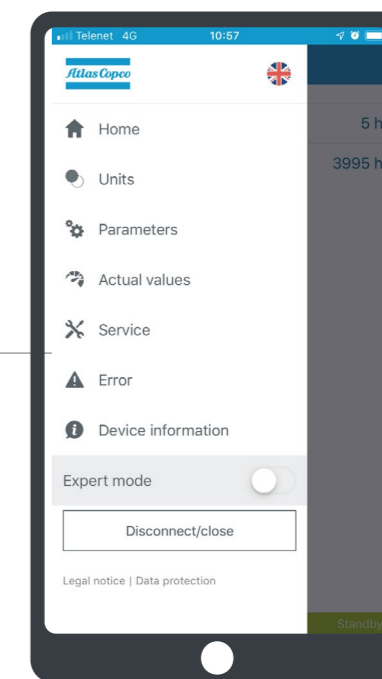 Telenet 4G 10:57
Atlas Copco
Home
5 h
Units
3995 h
Parameters
Actual values
Service
Error
Device information
Expert mode
Disconnect/close
Legal notice | Data protection
Standby